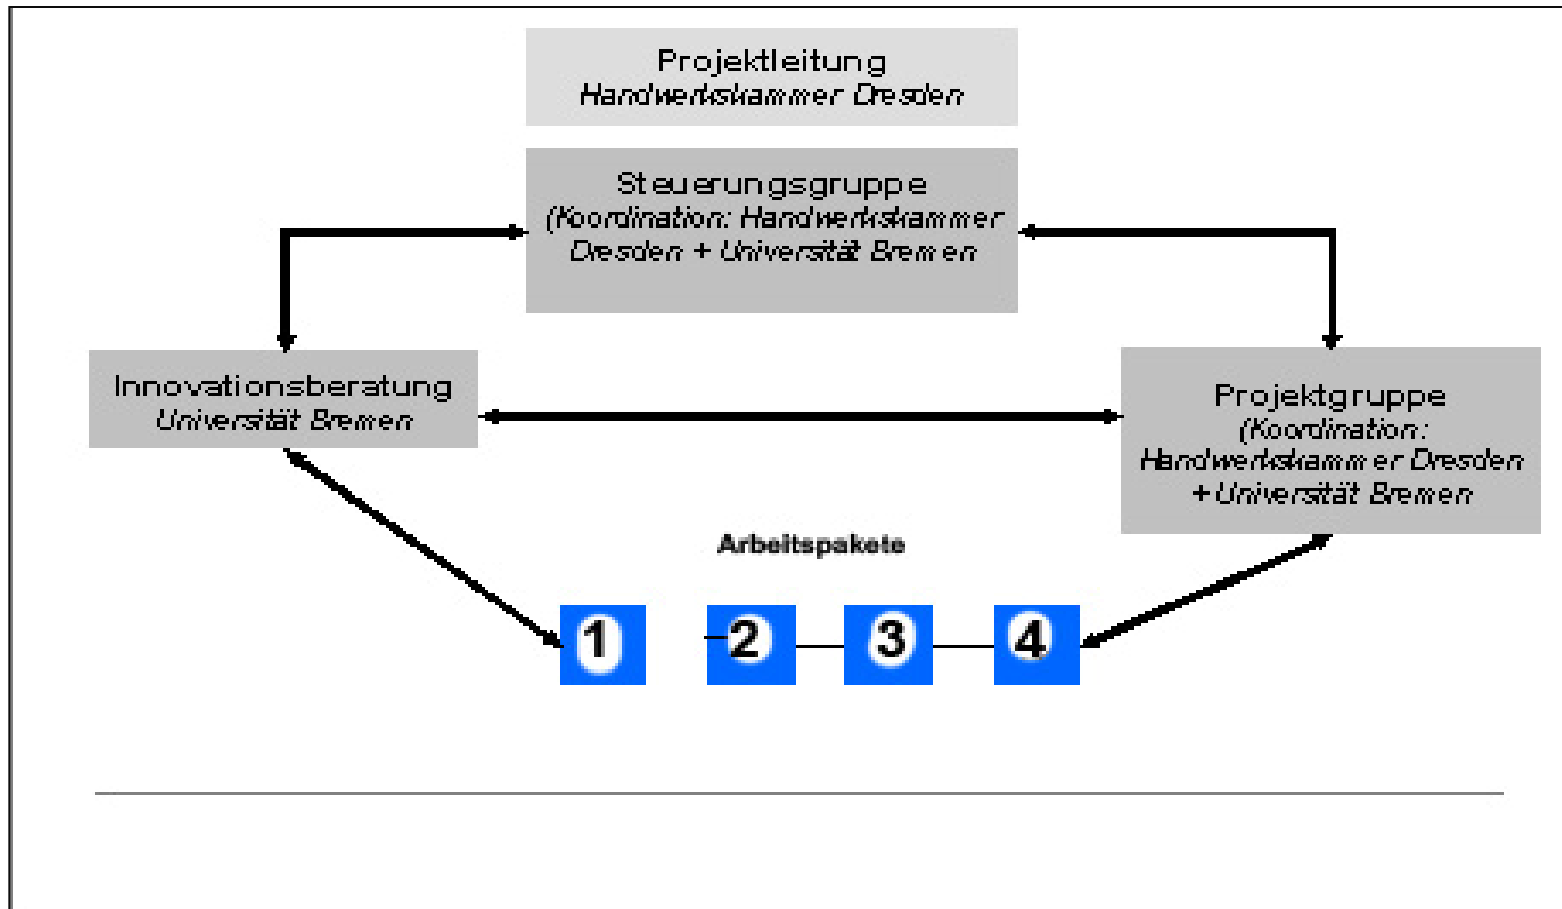 Projektleitung
Handwerkskammer Dresden
Steuerungsgruppe
(Koordination: Handwerkskammer
Dresden + Universität Bremen
Innovationsberatung
Universität Bremen
Projektgruppe
(Koordination:
Handwerkskammer Dresden
+ Universität Bremen
Arbeitspakete
1 2 3 4